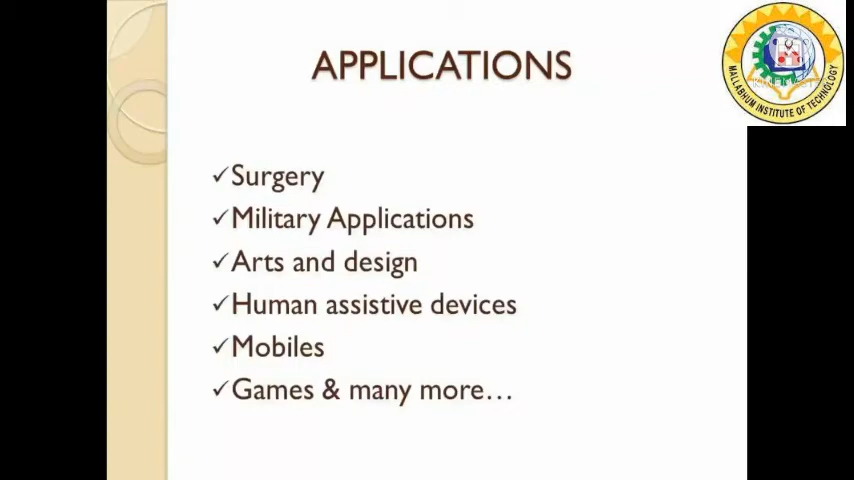 APPLICATIONS
MALLABHUM INSTITUTE OF TECHNOLOGY
✓Surgery
✓Military Applications
✓Arts and design
✓Human assistive devices
✓Mobiles
✓Games & many more…